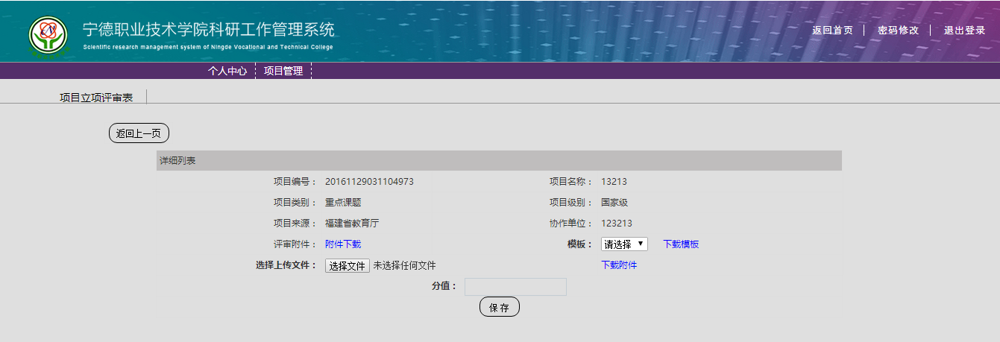 宁德职业技术学院科研工作管理系统
Scientific research management system of Ningde Vocational and Technical College
返回首页 密码修改 退出登录
个人中心 项目管理
项目立项评审表
返回上一页
详细列表
项目编号： 20161129031104973 项目名称： 13213
项目类别： 重点课题 项目级别： 国家级
项目来源： 福建省教育厅 协作单位： 123213
评审附件： 附件下载 模板： 请选择 下载模板
选择上传文件： 选择文件 未选择任何文件 下载附件
分值：
保 存